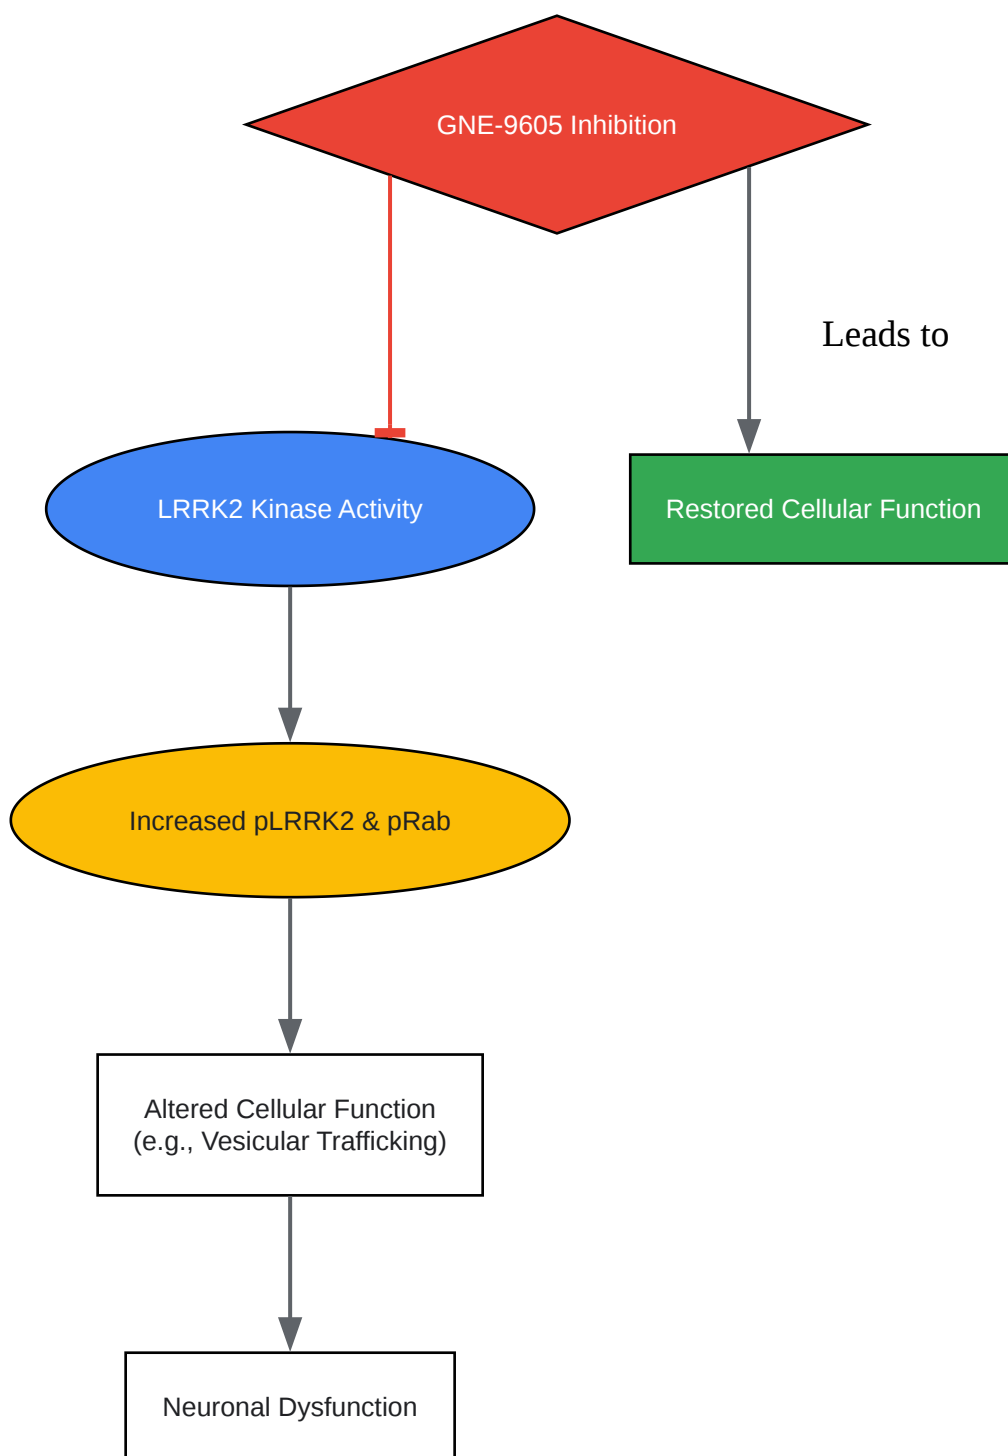 GNE-9605 Inhibition
Leads to
LRRK2 Kinase Activity
Restored Cellular Function
Increased pLRRK2 & pRab
Altered Cellular Function
(e.g., Vesicular Trafficking)
Neuronal Dysfunction